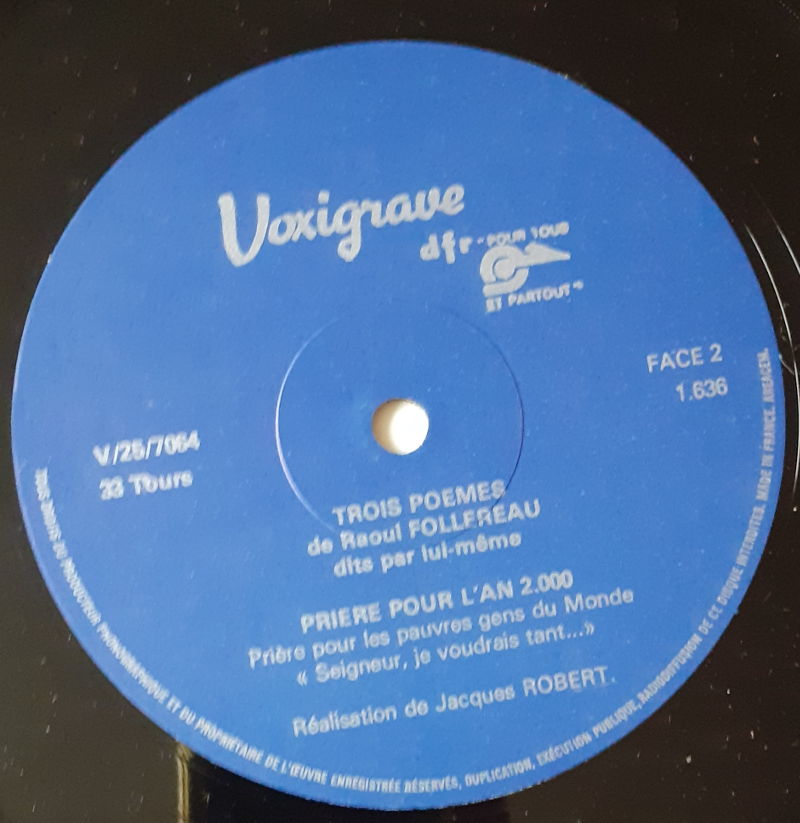 Voxigrave
dfr - POUR TOUS
ET PARTOUT
FACE 2
1.636
V/25/7064
33 Tours
TROIS POEMES
de Raoul FOLLEREAU
dits par lui-même
PRIERE POUR L'AN 2.000
Prière pour les pauvres gens du Monde
« Seigneur, je voudrais tant...»
Réalisation de Jacques ROBERT.
TOUS DROITS DU PRODUCTEUR PHONOGRAPHIQUE ET DU PROPRIETAIRE DE L'ŒUVRE ENREGISTRÉE RÉSERVÉS, DUPLICATION, EXÉCUTION PUBLIQUE, RADIODIFFUSION DE CE DISQUE INTERDITES. MADE IN FRANCE.